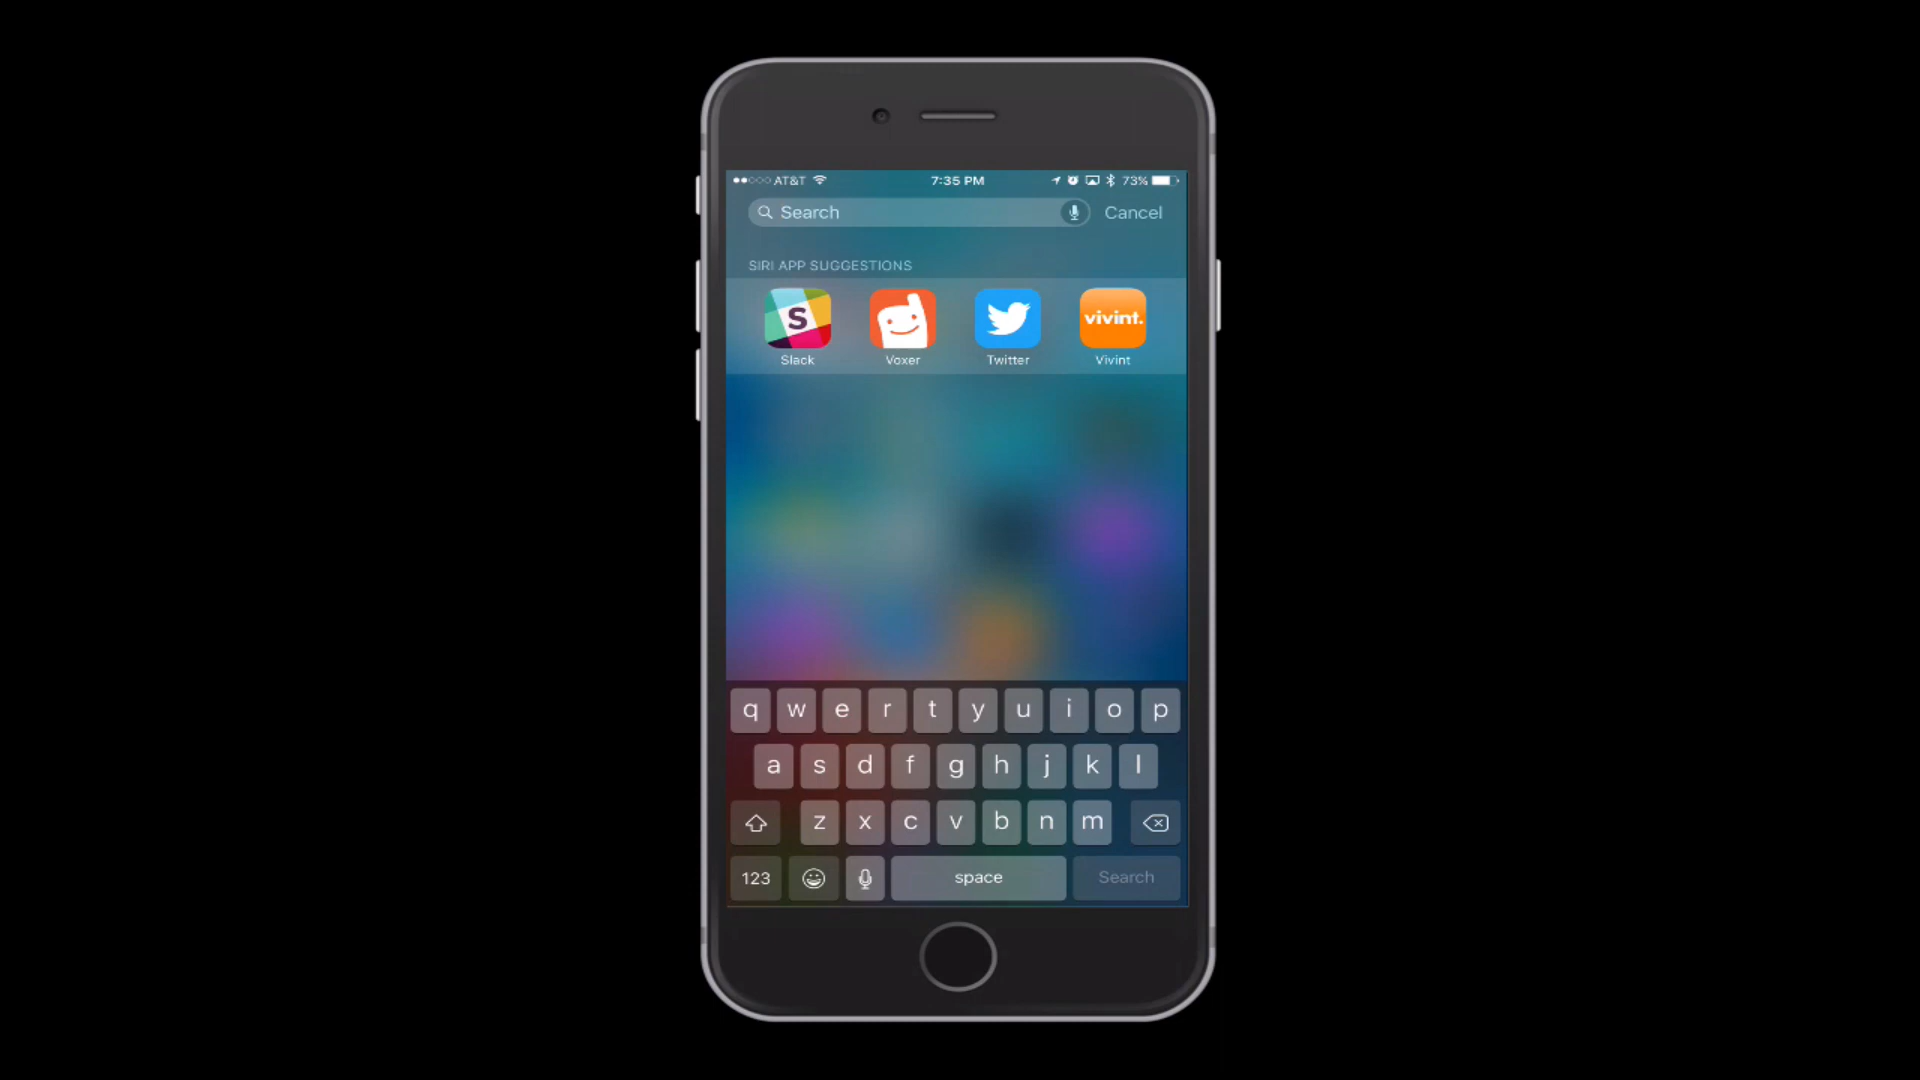 AT&T 7:35 PM 73%
Search Cancel
SIRI APP SUGGESTIONS
S vivint.
Slack Voxer Twitter Vivint
q w e r t y u i o p
a s d f g h j k l
z x c v b n m
123 space Search